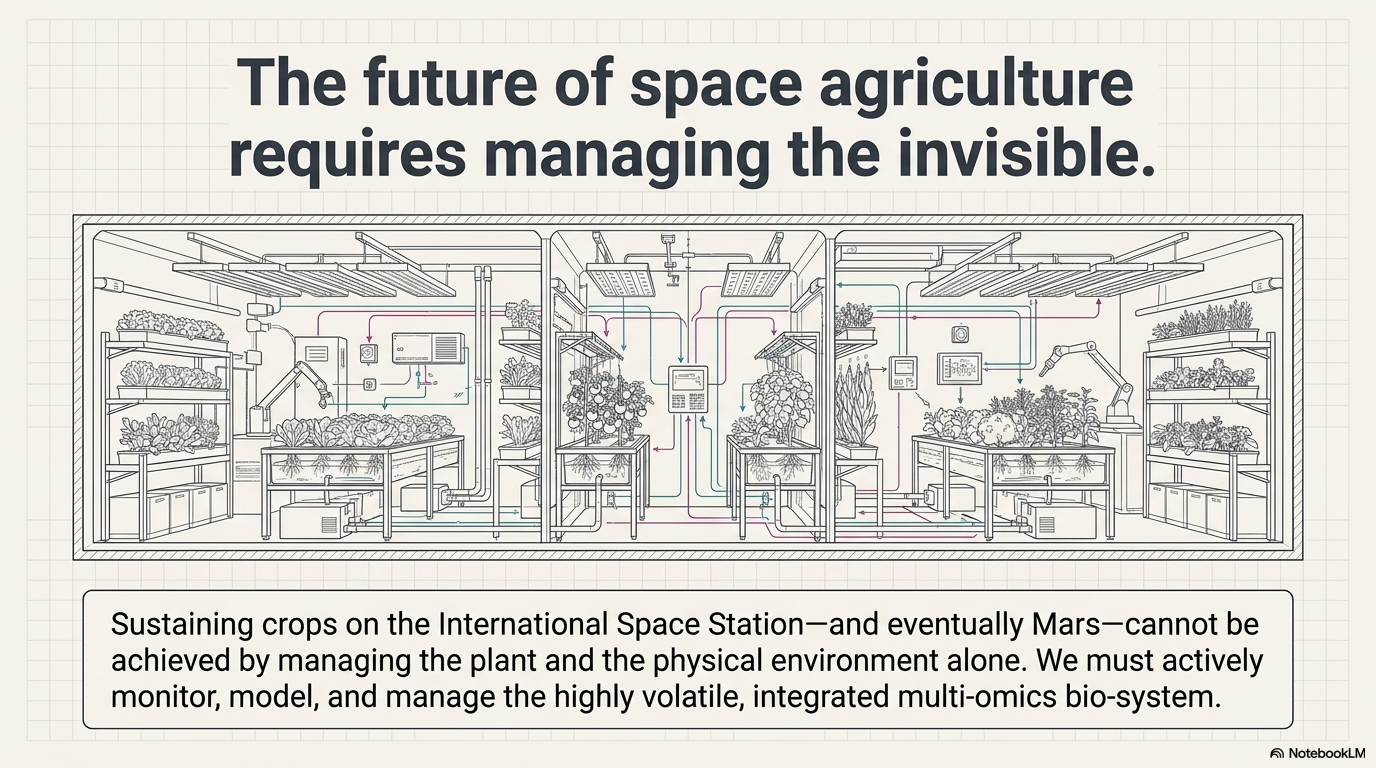 The future of space agriculture
requires managing the invisible.
Sustaining crops on the International Space Station—and eventually Mars—cannot be
achieved by managing the plant and the physical environment alone. We must actively
monitor, model, and manage the highly volatile, integrated multi-omics bio-system.
NotebookLM